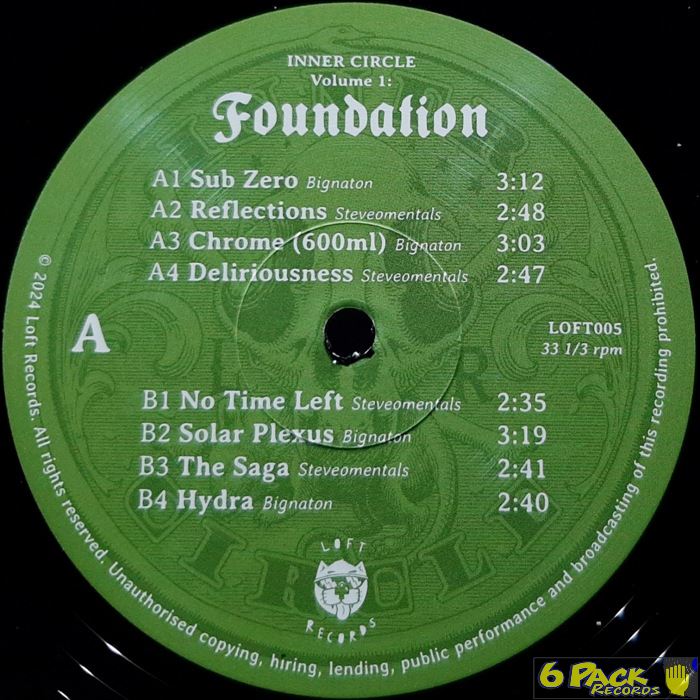 INNER CIRCLE
Volume 1:
Foundation
A1 Sub Zero Bignaton 3:12
A2 Reflections Steveomentals 2:48
A3 Chrome (600ml) Bignaton 3:03
A4 Deliriousness Steveomentals 2:47
A
LOFT005
33 1/3 rpm
B1 No Time Left Steveomentals 2:35
B2 Solar Plexus Bignaton 3:19
B3 The Saga Steveomentals 2:41
B4 Hydra Bignaton 2:40
LOFT
RECORDS
© 2024 Loft Records. All rights reserved. Unauthorised copying, hiring, lending, public performance and broadcasting of this recording prohibited.
INNER
CIRCLE
6 PACK
RECORDS